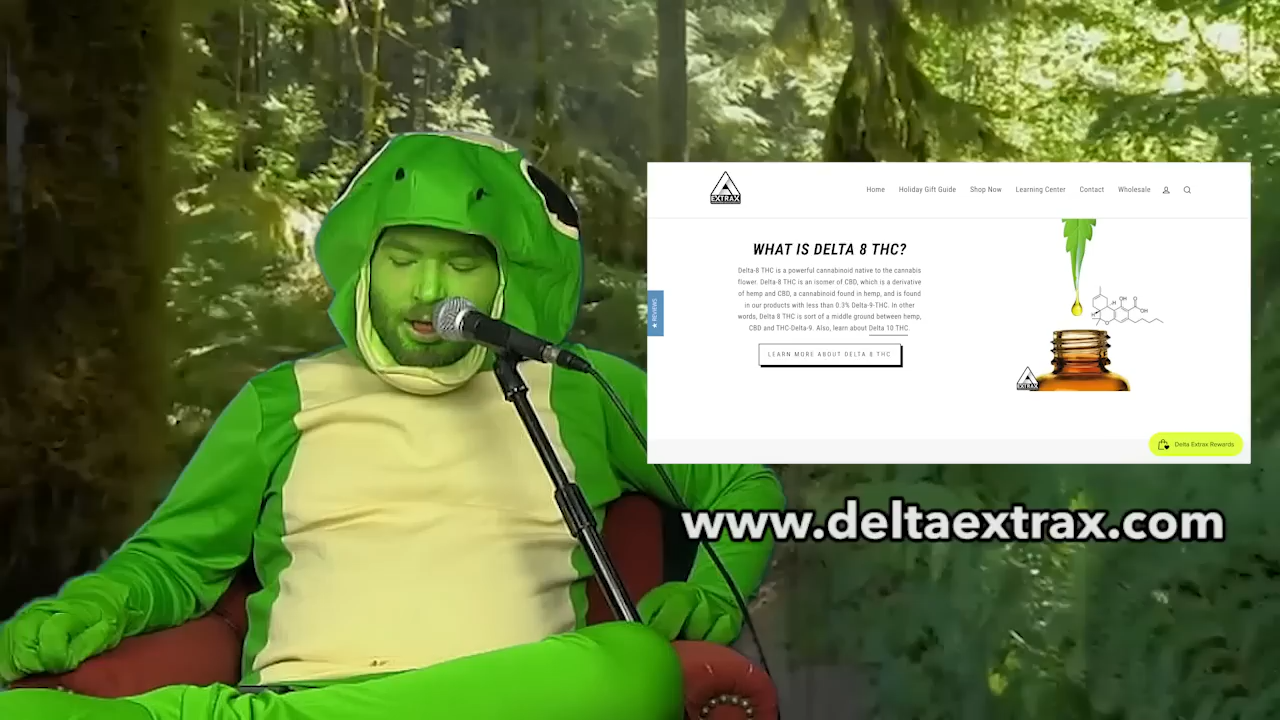 EXTRAX
Home
Holiday Gift Guide
Shop Now
Learning Center
Contact
Wholesale
WHAT IS DELTA 8 THC?
Delta-8 THC is a powerful cannabinoid native to the cannabis
flower. Delta-8 THC is an isomer of CBD, which is a derivative
of hemp and CBD, a cannabinoid found in hemp, and is found
in our products with less than 0.3% Delta-9-THC. In other
words, Delta 8 THC is sort of a middle ground between hemp,
CBD and THC-Delta-9. Also, learn about Delta 10 THC
LEARN MORE ABOUT DELTA 8 THC
★ REVIEWS
OH
O
OH
H
H
O
EXTRAX
Delta Extrax Rewards
www.deltaextrax.com